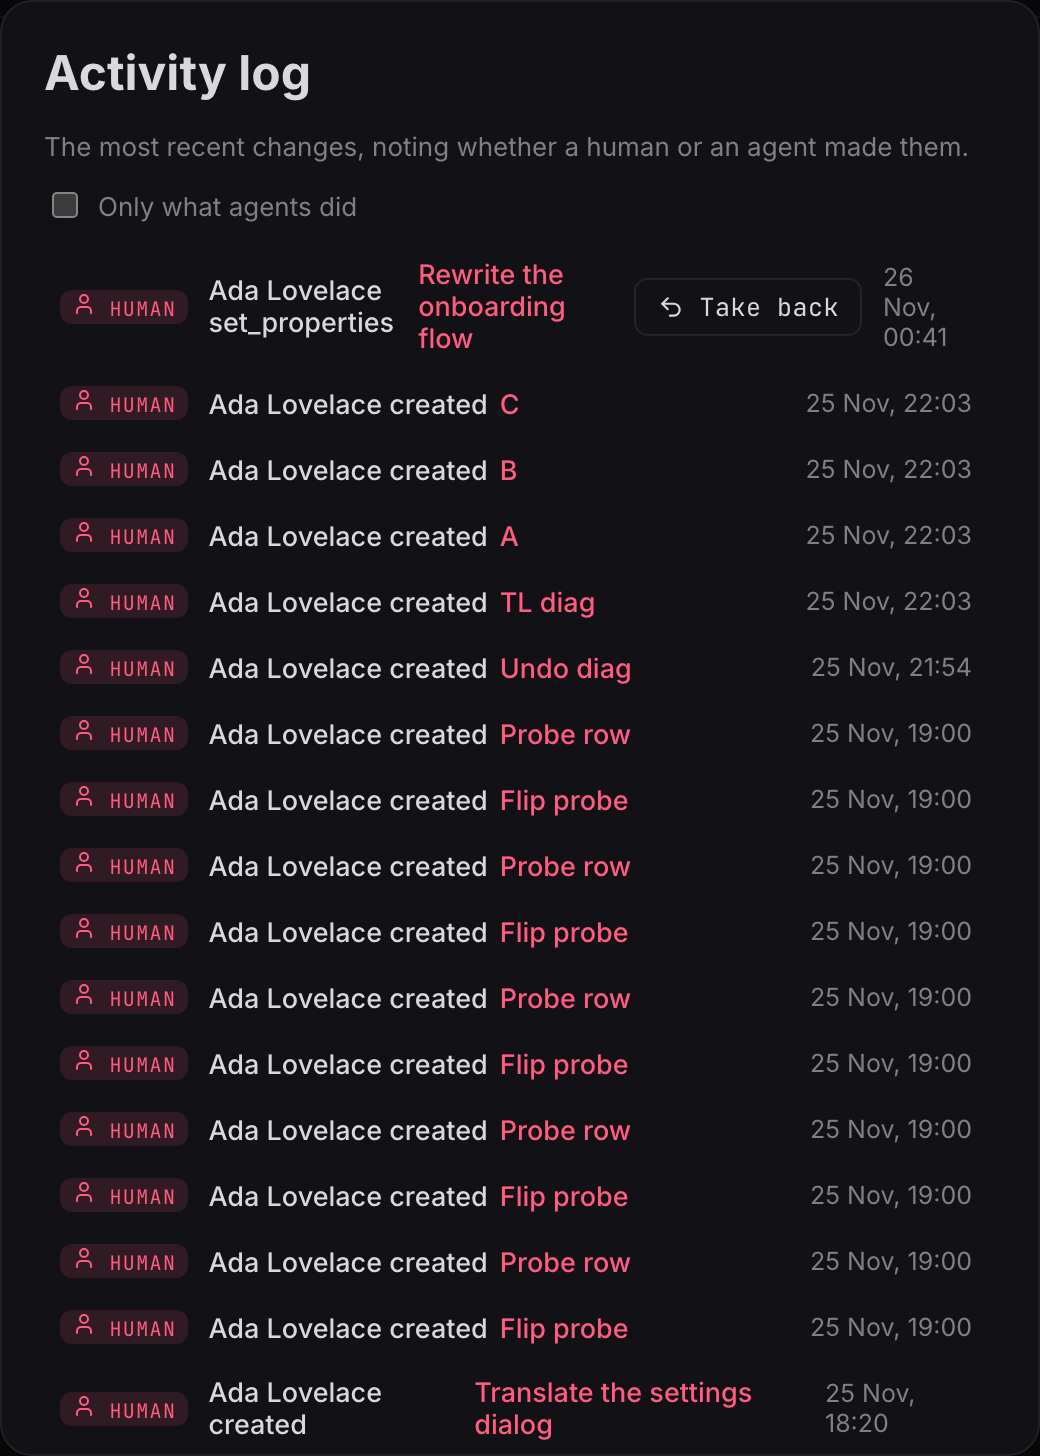 Activity log
The most recent changes, noting whether a human or an agent made them.
Only what agents did
HUMAN Ada Lovelace set_properties Rewrite the onboarding flow Take back 26 Nov, 00:41
HUMAN Ada Lovelace created C 25 Nov, 22:03
HUMAN Ada Lovelace created B 25 Nov, 22:03
HUMAN Ada Lovelace created A 25 Nov, 22:03
HUMAN Ada Lovelace created TL diag 25 Nov, 22:03
HUMAN Ada Lovelace created Undo diag 25 Nov, 21:54
HUMAN Ada Lovelace created Probe row 25 Nov, 19:00
HUMAN Ada Lovelace created Flip probe 25 Nov, 19:00
HUMAN Ada Lovelace created Probe row 25 Nov, 19:00
HUMAN Ada Lovelace created Flip probe 25 Nov, 19:00
HUMAN Ada Lovelace created Probe row 25 Nov, 19:00
HUMAN Ada Lovelace created Flip probe 25 Nov, 19:00
HUMAN Ada Lovelace created Probe row 25 Nov, 19:00
HUMAN Ada Lovelace created Flip probe 25 Nov, 19:00
HUMAN Ada Lovelace created Probe row 25 Nov, 19:00
HUMAN Ada Lovelace created Flip probe 25 Nov, 19:00
HUMAN Ada Lovelace created Translate the settings dialog 25 Nov, 18:20